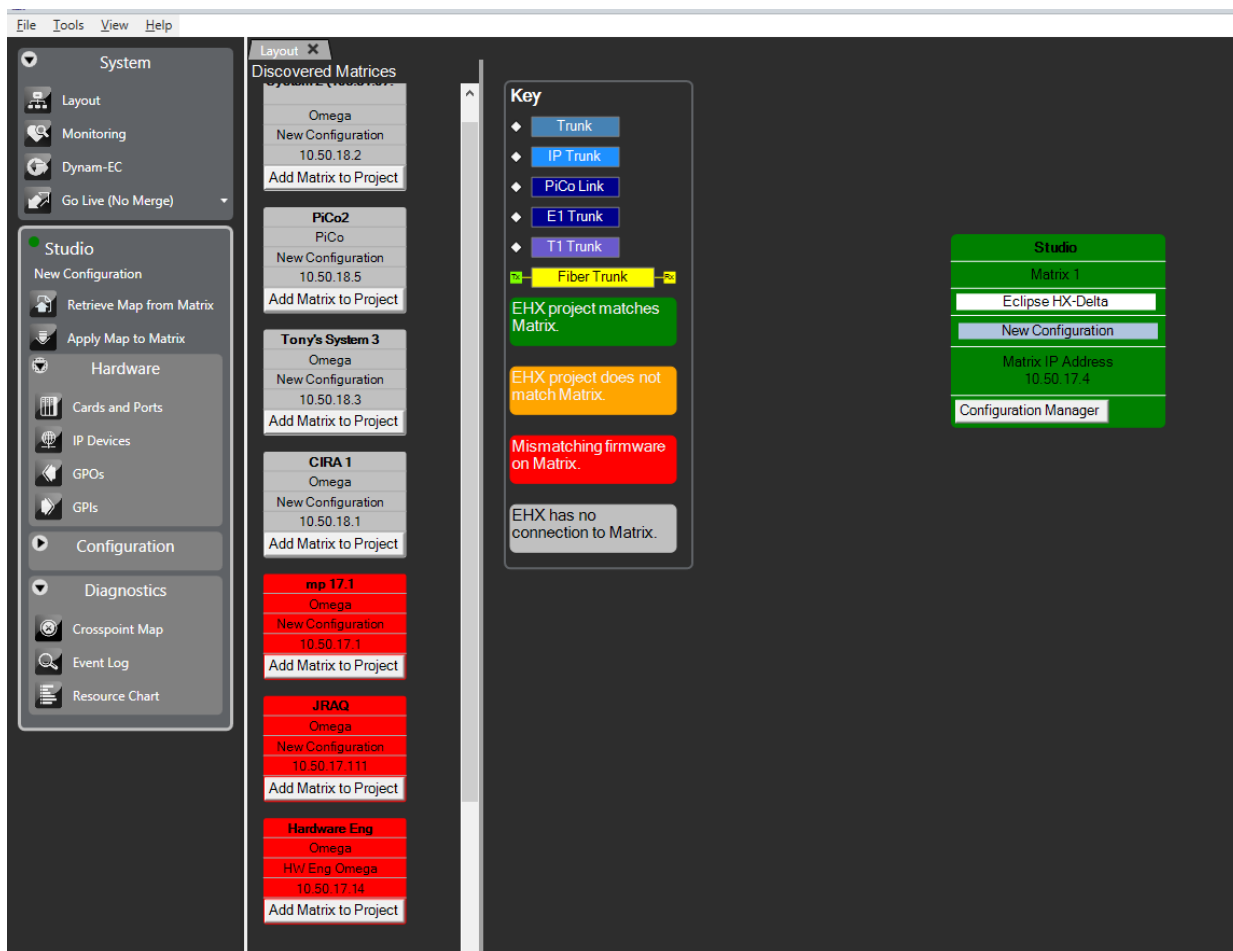 File Tools View Help
System
Layout
Monitoring
Dynam-EC
Go Live (No Merge)
Studio
New Configuration
Retrieve Map from Matrix
Apply Map to Matrix
Hardware
Cards and Ports
IP Devices
GPOs
GPIs
Configuration
Diagnostics
Crosspoint Map
Event Log
Resource Chart
Layout
Discovered Matrices
Omega
New Configuration
10.50.18.2
Add Matrix to Project
PiCo2
PiCo
New Configuration
10.50.18.5
Add Matrix to Project
Tony's System 3
Omega
New Configuration
10.50.18.3
Add Matrix to Project
CIRA 1
Omega
New Configuration
10.50.18.1
Add Matrix to Project
mp 17.1
Omega
New Configuration
10.50.17.1
Add Matrix to Project
JRAQ
Omega
New Configuration
10.50.17.111
Add Matrix to Project
Hardware Eng
Omega
HW Eng Omega
10.50.17.14
Add Matrix to Project
Key
Trunk
IP Trunk
PiCo Link
E1 Trunk
T1 Trunk
Tx Fiber Trunk Rx
EHX project matches
Matrix.
EHX project does not
match Matrix.
Mismatching firmware
on Matrix.
EHX has no
connection to Matrix.
Studio
Matrix 1
Eclipse HX-Delta
New Configuration
Matrix IP Address
10.50.17.4
Configuration Manager